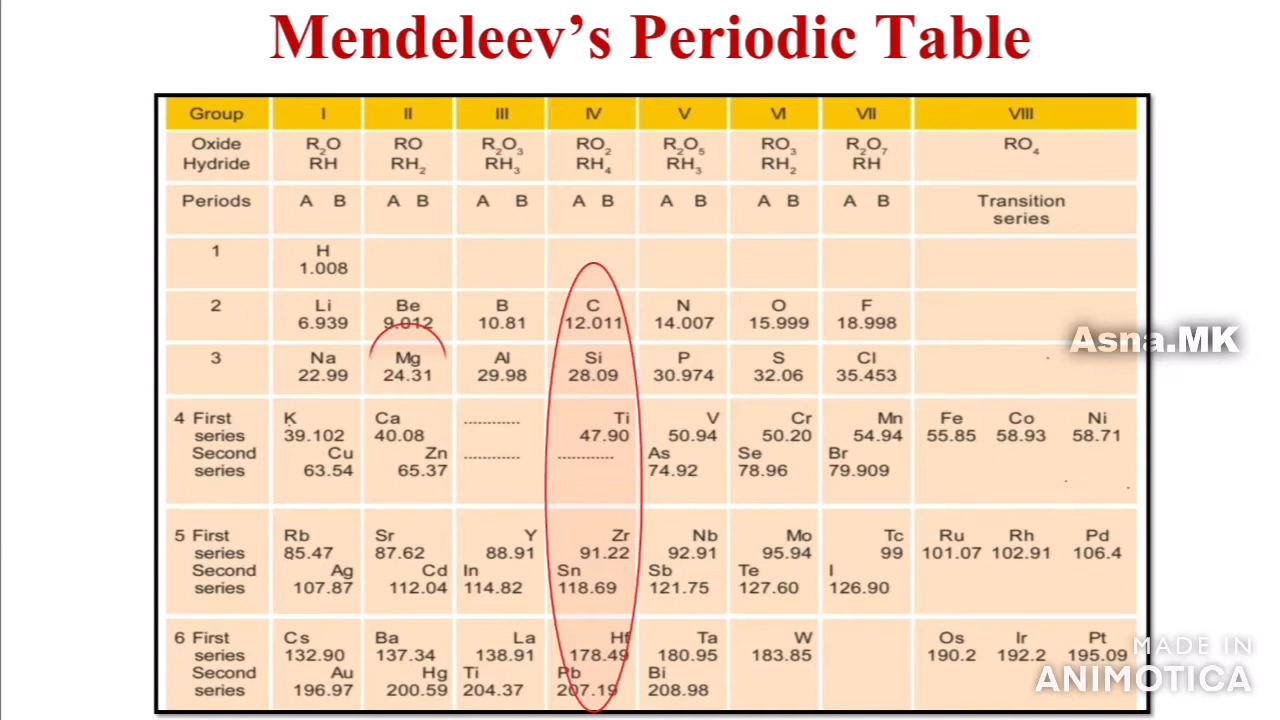 Mendeleev's Periodic Table
Group I II III IV V VI VII VIII
Oxide R₂O RO R₂O₃ RO₂ R₂O₅ RO₃ R₂O₇ RO₄
Hydride RH RH₂ RH₃ RH₄ RH₃ RH₂ RH
Periods A B A B A B A B A B A B A B Transition
series
1 H
1.008
2 Li Be B C N O F
6.939 9.012 10.81 12.011 14.007 15.999 18.998
Asna.MK
3 Na Mg Al Si P S Cl
22.99 24.31 29.98 28.09 30.974 32.06 35.453
4 First K Ca ............ Ti V Cr Mn Fe Co Ni
series 39.102 40.08 47.90 50.94 50.20 54.94 55.85 58.93 58.71
Second Cu Zn ............ ............ As Se Br
series 63.54 65.37 74.92 78.96 79.909
5 First Rb Sr Y Zr Nb Mo Tc Ru Rh Pd
series 85.47 87.62 88.91 91.22 92.91 95.94 99 101.07 102.91 106.4
Second Ag Cd In Sn Sb Te I
series 107.87 112.04 114.82 118.69 121.75 127.60 126.90
6 First Cs Ba La Hf Ta W Os Ir Pt
series 132.90 137.34 138.91 178.49 180.95 183.85 190.2 192.2 195.09
Second Au Hg Ti Pb Bi
series 196.97 200.59 204.37 207.19 208.98
MADE IN
ANIMOTICA